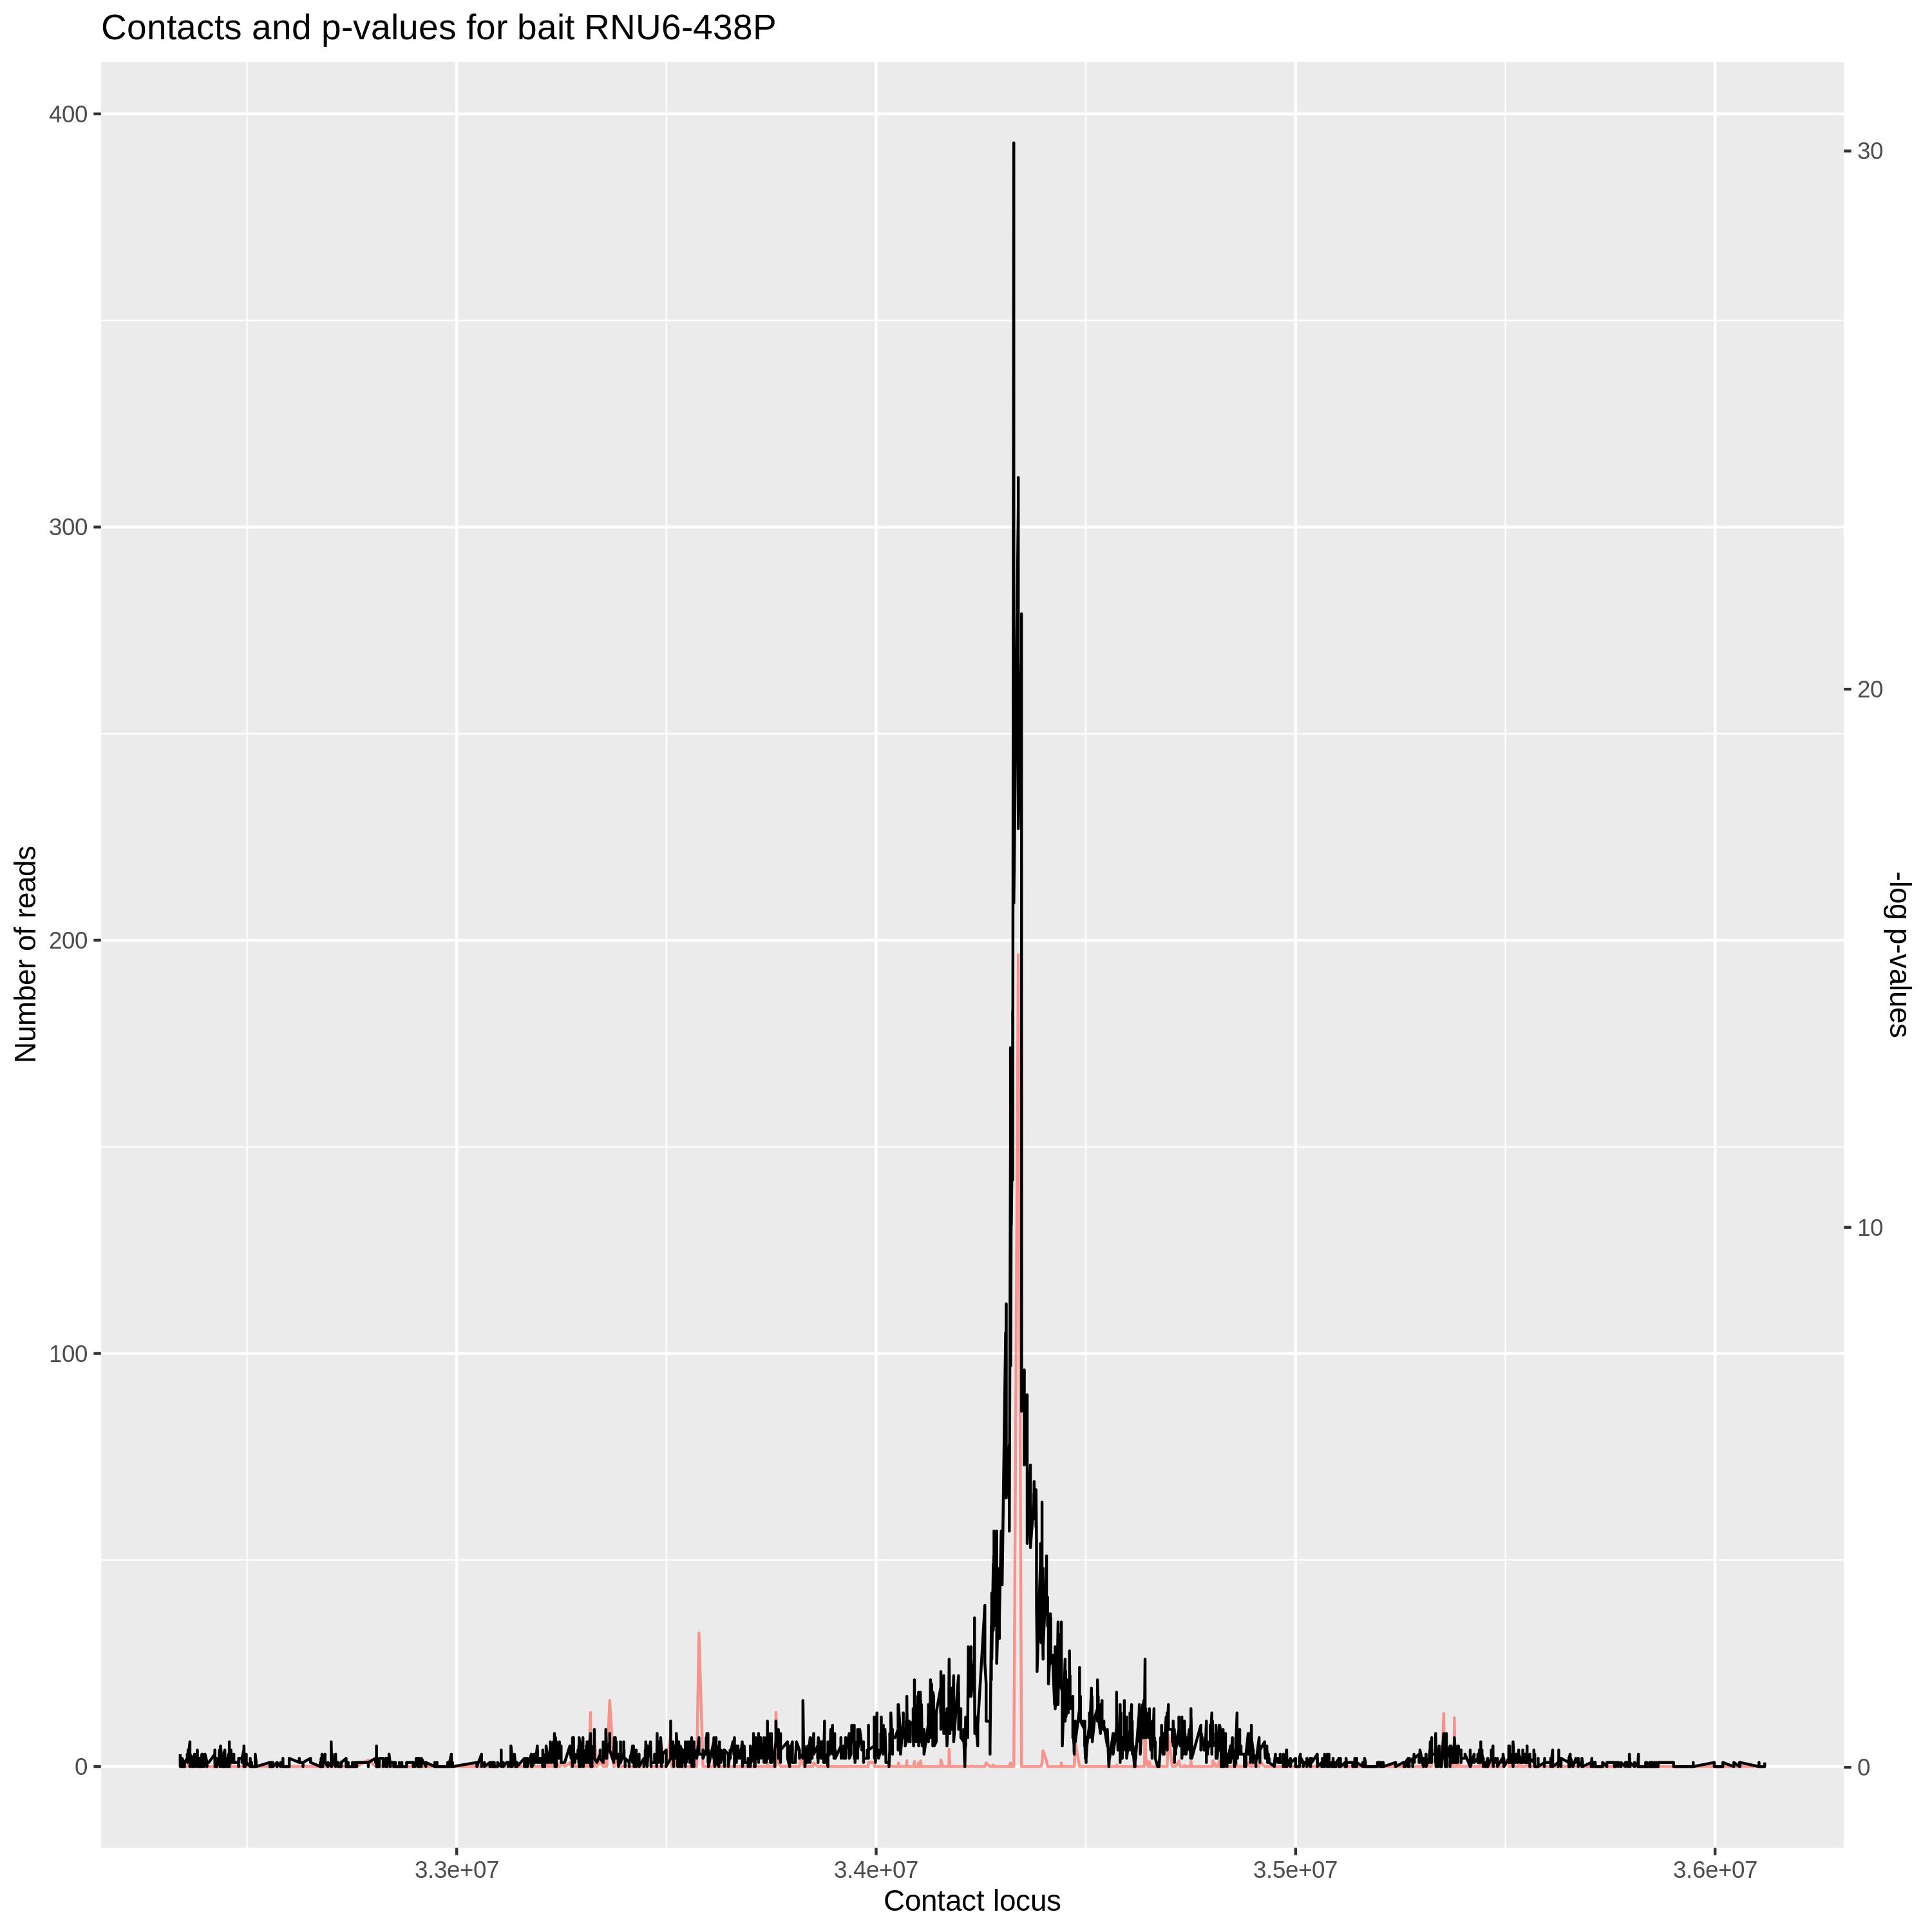 Contacts and p-values for bait RNU6-438P
400
300
200
100
0
Number of reads
30
20
10
0
-log p-values
3.3e+07
3.4e+07
3.5e+07
3.6e+07
Contact locus